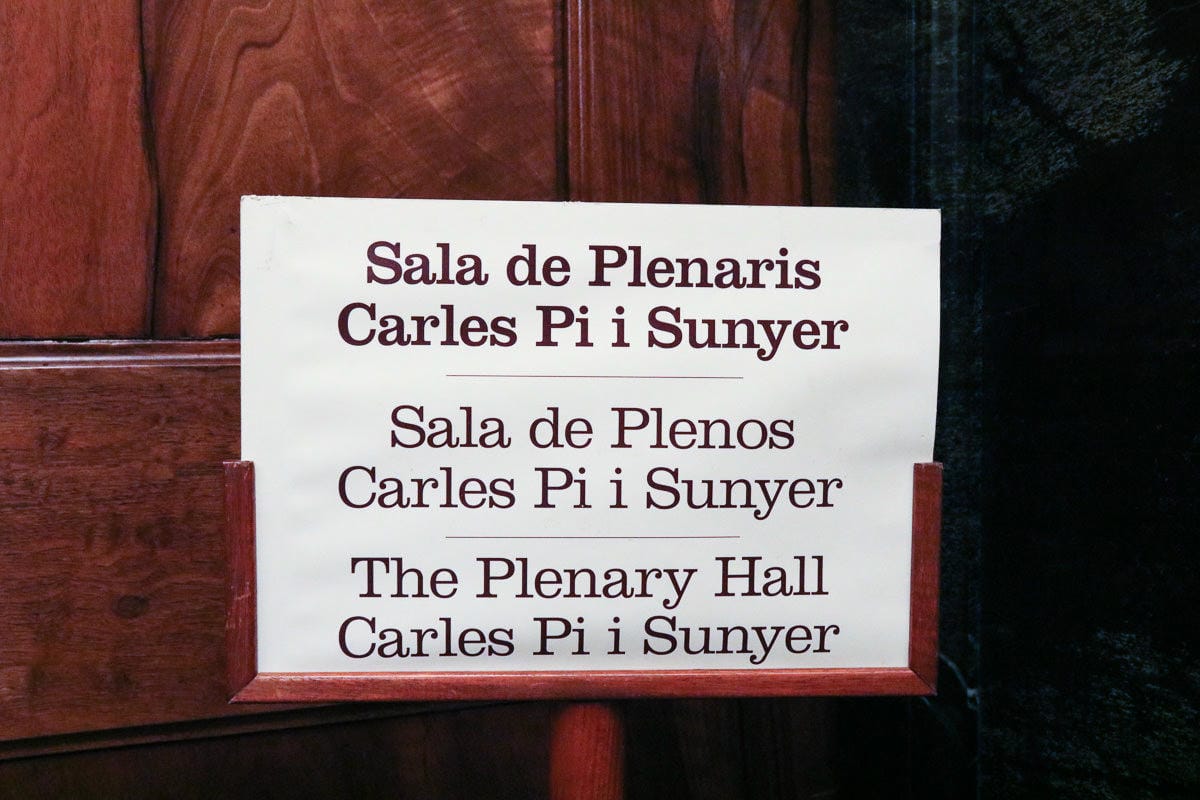 Sala de Plenaris
Carles Pi i Sunyer
Sala de Plenos
Carles Pi i Sunyer
The Plenary Hall
Carles Pi i Sunyer